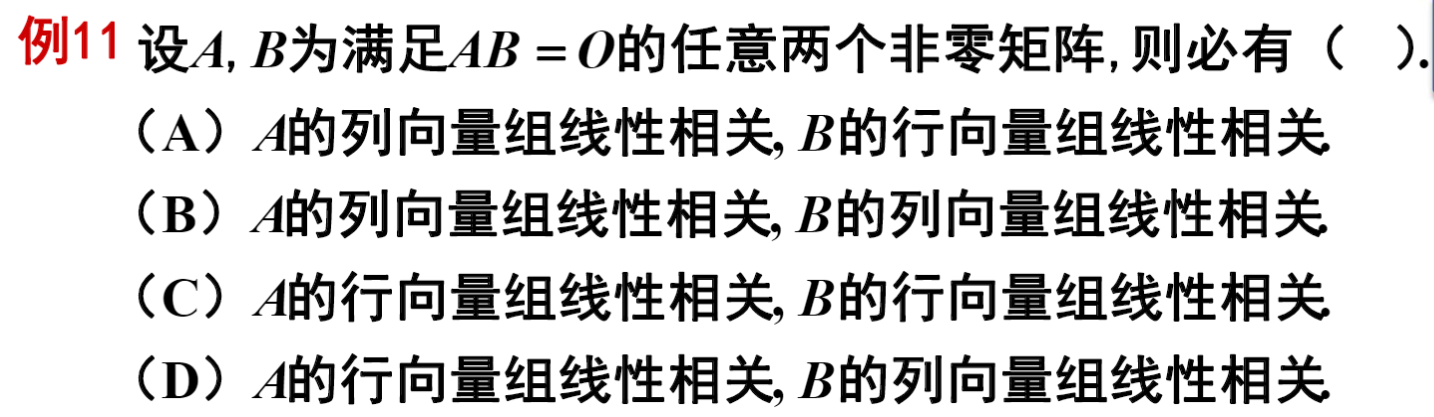 例11 设A, B为满足AB = O的任意两个非零矩阵, 则必有（ ）.
（A）A的列向量组线性相关, B的行向量组线性相关.
（B）A的列向量组线性相关, B的列向量组线性相关.
（C）A的行向量组线性相关, B的行向量组线性相关.
（D）A的行向量组线性相关, B的列向量组线性相关.